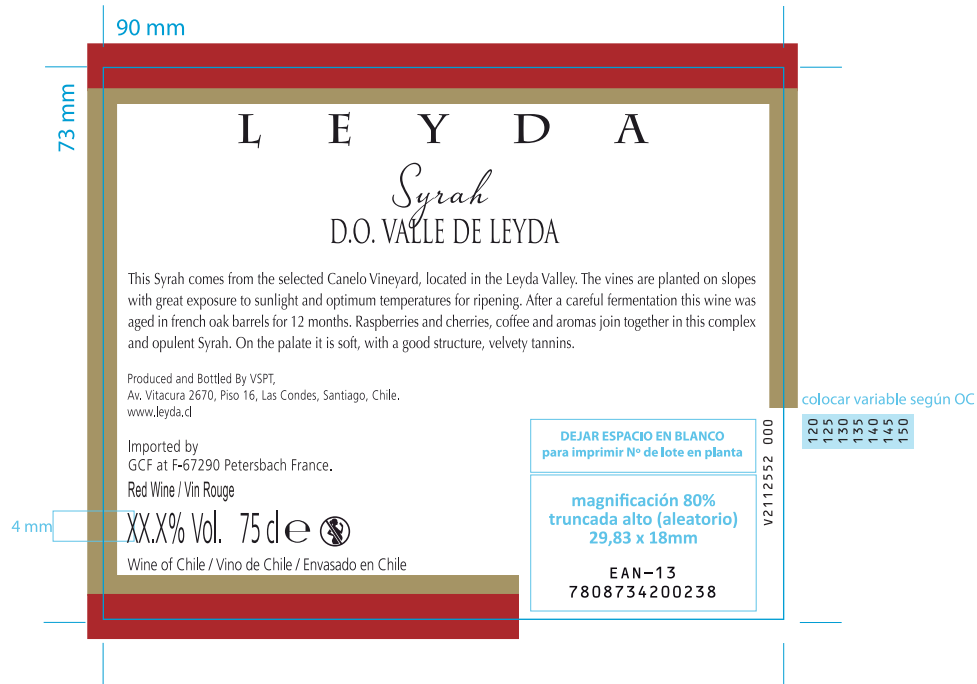 90 mm
73 mm
LEYDA
Syrah
D.O. VALLE DE LEYDA
This Syrah comes from the selected Canelo Vineyard, located in the Leyda Valley. The vines are planted on slopes
with great exposure to sunlight and optimum temperatures for ripening. After a careful fermentation this wine was
aged in french oak barrels for 12 months. Raspberries and cherries, coffee and aromas join together in this complex
and opulent Syrah. On the palate it is soft, with a good structure, velvety tannins.
Produced and Bottled By VSPT,
Av. Vitacura 2670, Piso 16, Las Condes, Santiago, Chile.
www.leyda.cl
Imported by
GCF at F-67290 Petersbach France.
Red Wine / Vin Rouge
4 mm
XX.X% Vol. 75 cl ℮
Wine of Chile / Vino de Chile / Envasado en Chile
DEJAR ESPACIO EN BLANCO
para imprimir Nº de lote en planta
magnificación 80%
truncada alto (aleatorio)
29,83 x 18mm
EAN-13
7808734200238
V2112552 000
colocar variable según OC
120
125
130
135
140
145
150